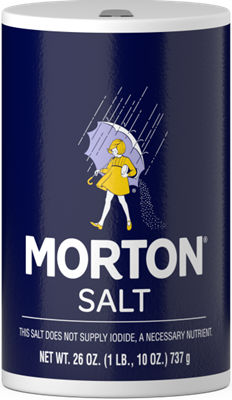 MORTON®
SALT
THIS SALT DOES NOT SUPPLY IODIDE, A NECESSARY NUTRIENT.
NET WT. 26 OZ. (1 LB., 10 OZ.) 737 g